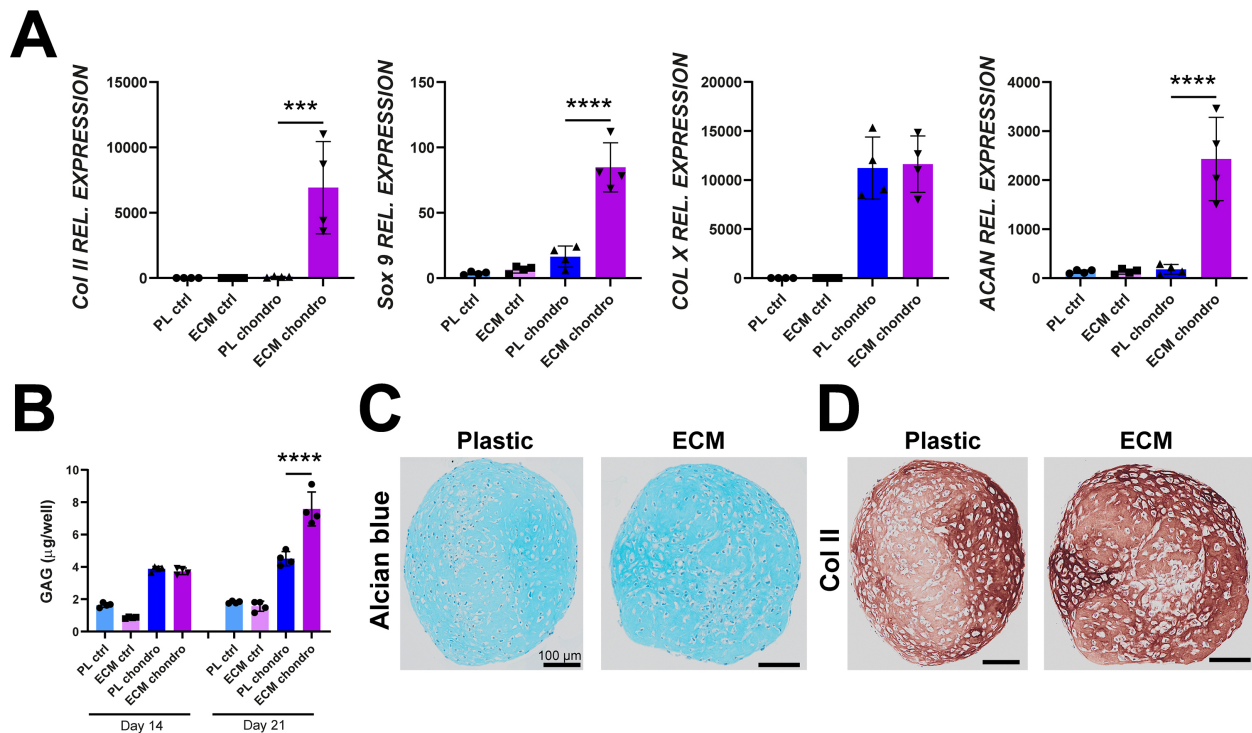 A
Col II REL. EXPRESSION
15000
10000
5000
0
***
PL ctrl
ECM ctrl
PL chondro
ECM chondro
Sox 9 REL. EXPRESSION
150
100
50
0
****
PL ctrl
ECM ctrl
PL chondro
ECM chondro
COL X REL. EXPRESSION
20000
15000
10000
5000
0
PL ctrl
ECM ctrl
PL chondro
ECM chondro
ACAN REL. EXPRESSION
4000
3000
2000
1000
0
****
PL ctrl
ECM ctrl
PL chondro
ECM chondro
B
GAG (μg/well)
10
8
6
4
2
0
****
PL ctrl
ECM ctrl
PL chondro
ECM chondro
PL ctrl
ECM ctrl
PL chondro
ECM chondro
Day 14
Day 21
C
Plastic
ECM
Alcian blue
100 μm
D
Plastic
ECM
Col II